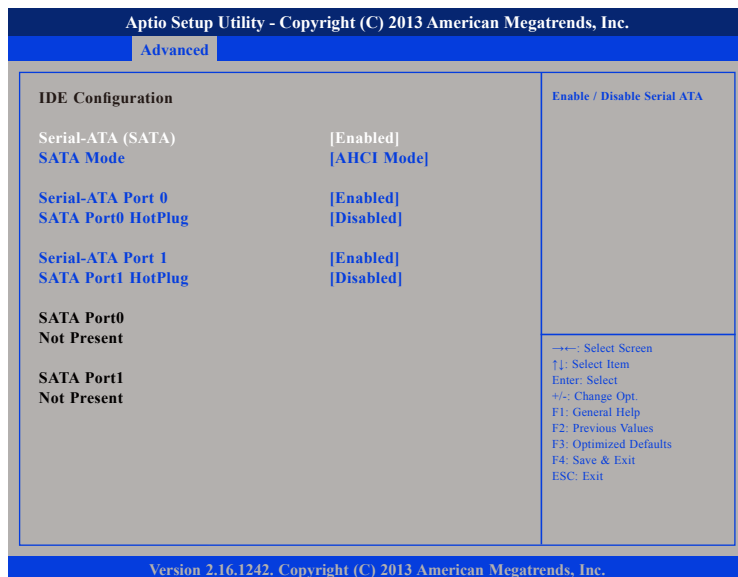 Aptio Setup Utility - Copyright (C) 2013 American Megatrends, Inc.
Advanced
IDE Configuration
Serial-ATA (SATA) [Enabled]
SATA Mode [AHCI Mode]
Serial-ATA Port 0 [Enabled]
SATA Port0 HotPlug [Disabled]
Serial-ATA Port 1 [Enabled]
SATA Port1 HotPlug [Disabled]
SATA Port0
Not Present
SATA Port1
Not Present
Enable / Disable Serial ATA
→←: Select Screen
↑↓: Select Item
Enter: Select
+/-: Change Opt.
F1: General Help
F2: Previous Values
F3: Optimized Defaults
F4: Save & Exit
ESC: Exit
Version 2.16.1242. Copyright (C) 2013 American Megatrends, Inc.